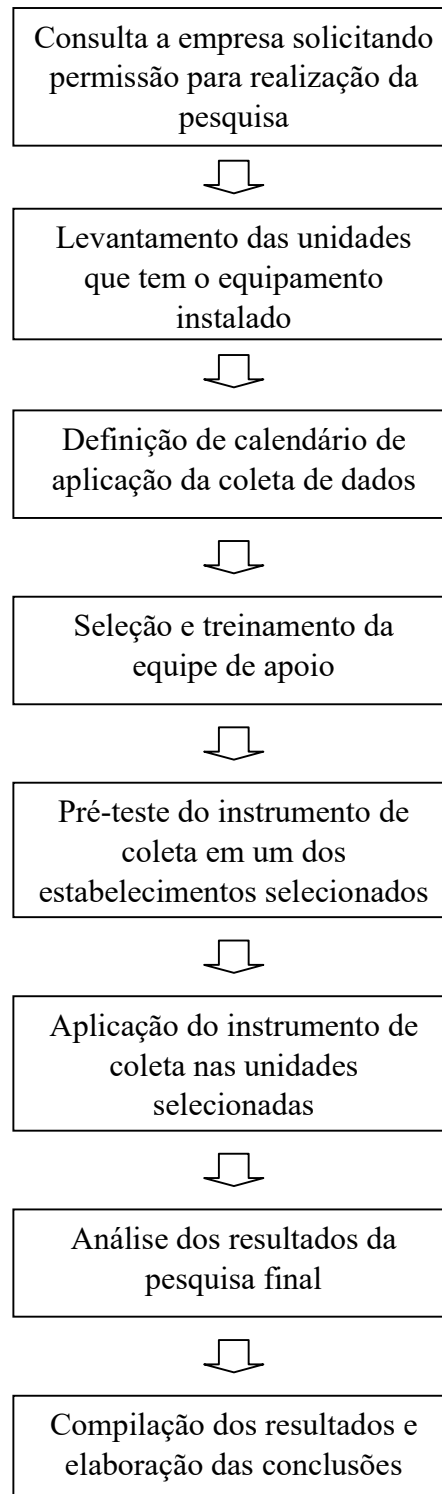 Consulta a empresa solicitando
permissão para realização da
pesquisa
Levantamento das unidades
que tem o equipamento
instalado
Definição de calendário de
aplicação da coleta de dados
Seleção e treinamento da
equipe de apoio
Pré-teste do instrumento de
coleta em um dos
estabelecimentos selecionados
Aplicação do instrumento de
coleta nas unidades
selecionadas
Análise dos resultados da
pesquisa final
Compilação dos resultados e
elaboração das conclusões